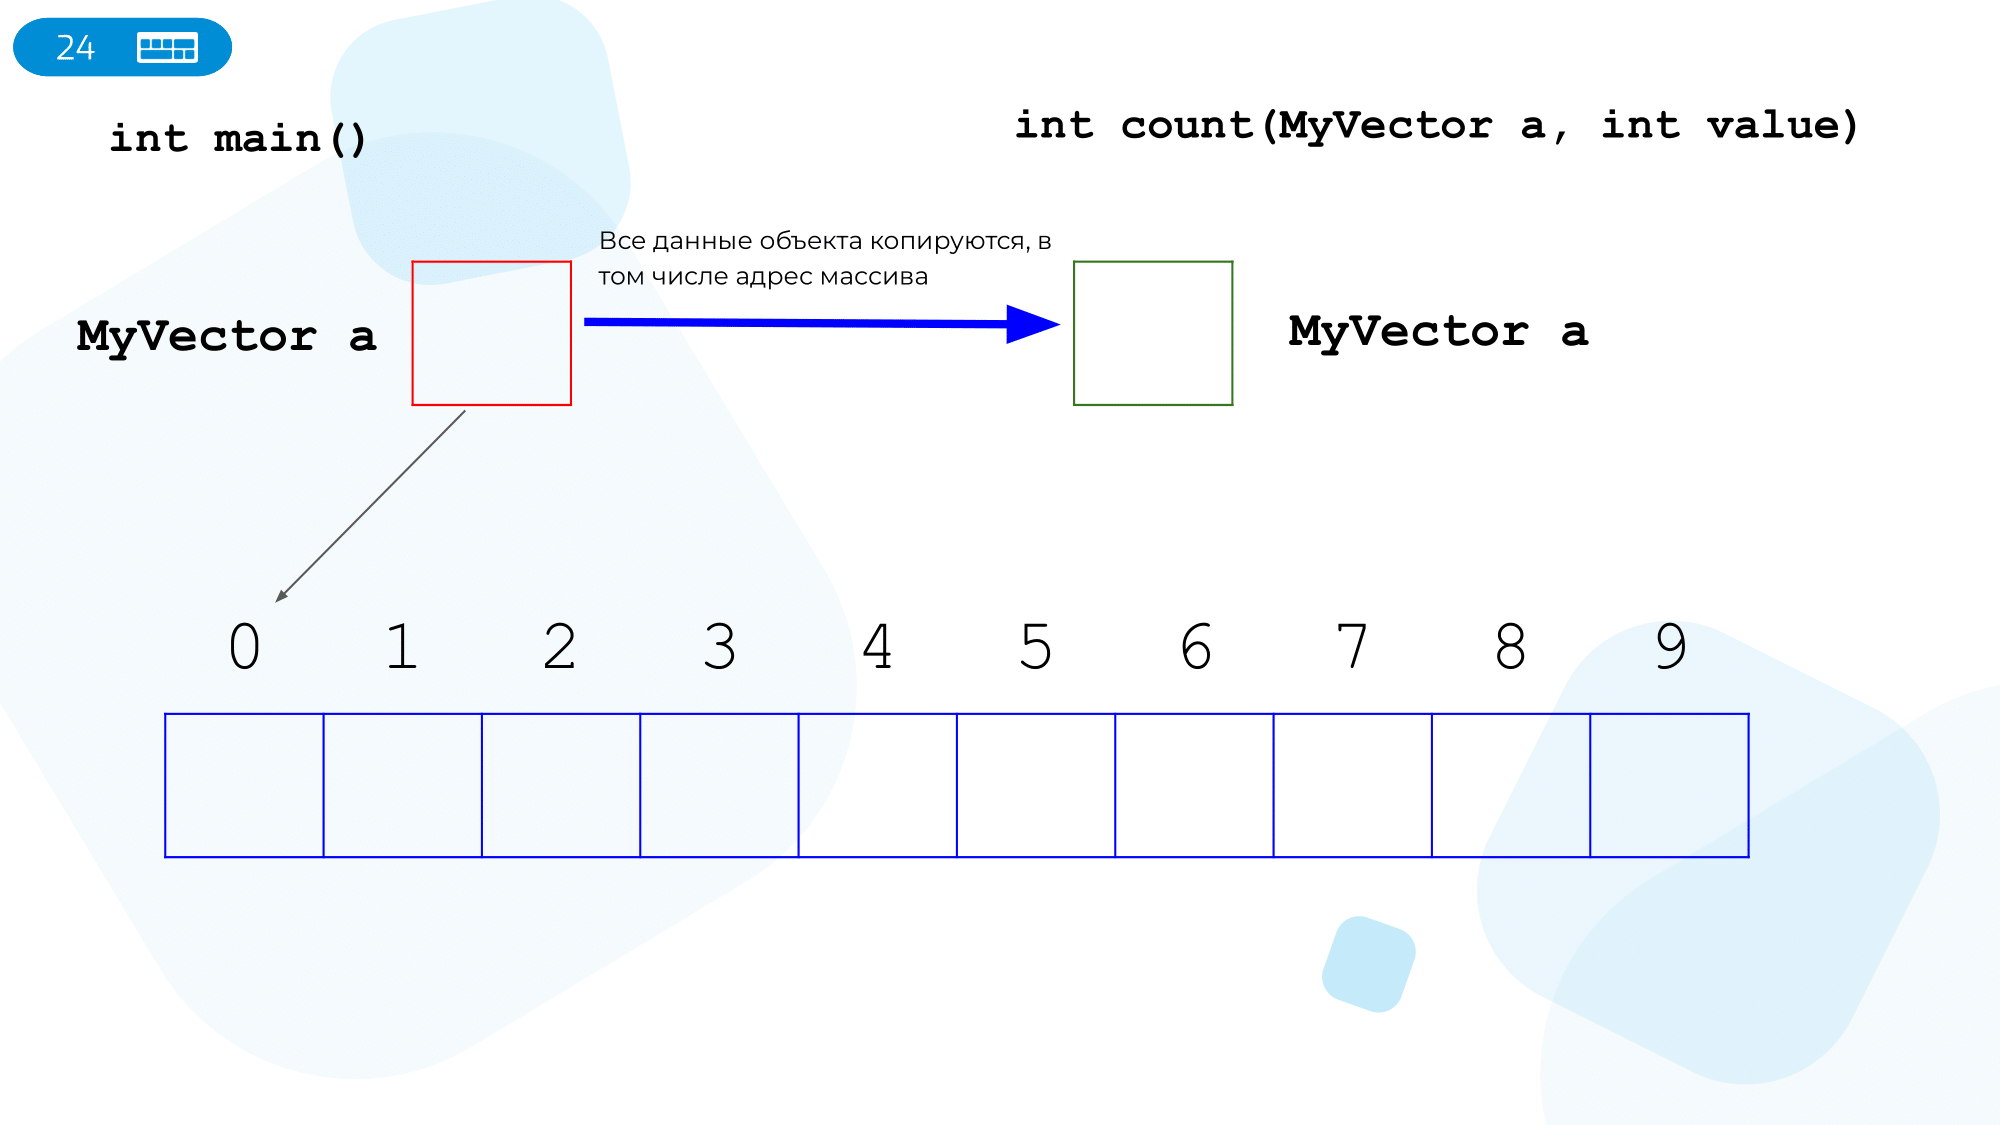 24
int main()
int count(MyVector a, int value)
Все данные объекта копируются, в
том числе адрес массива
MyVector a
MyVector a
0 1 2 3 4 5 6 7 8 9